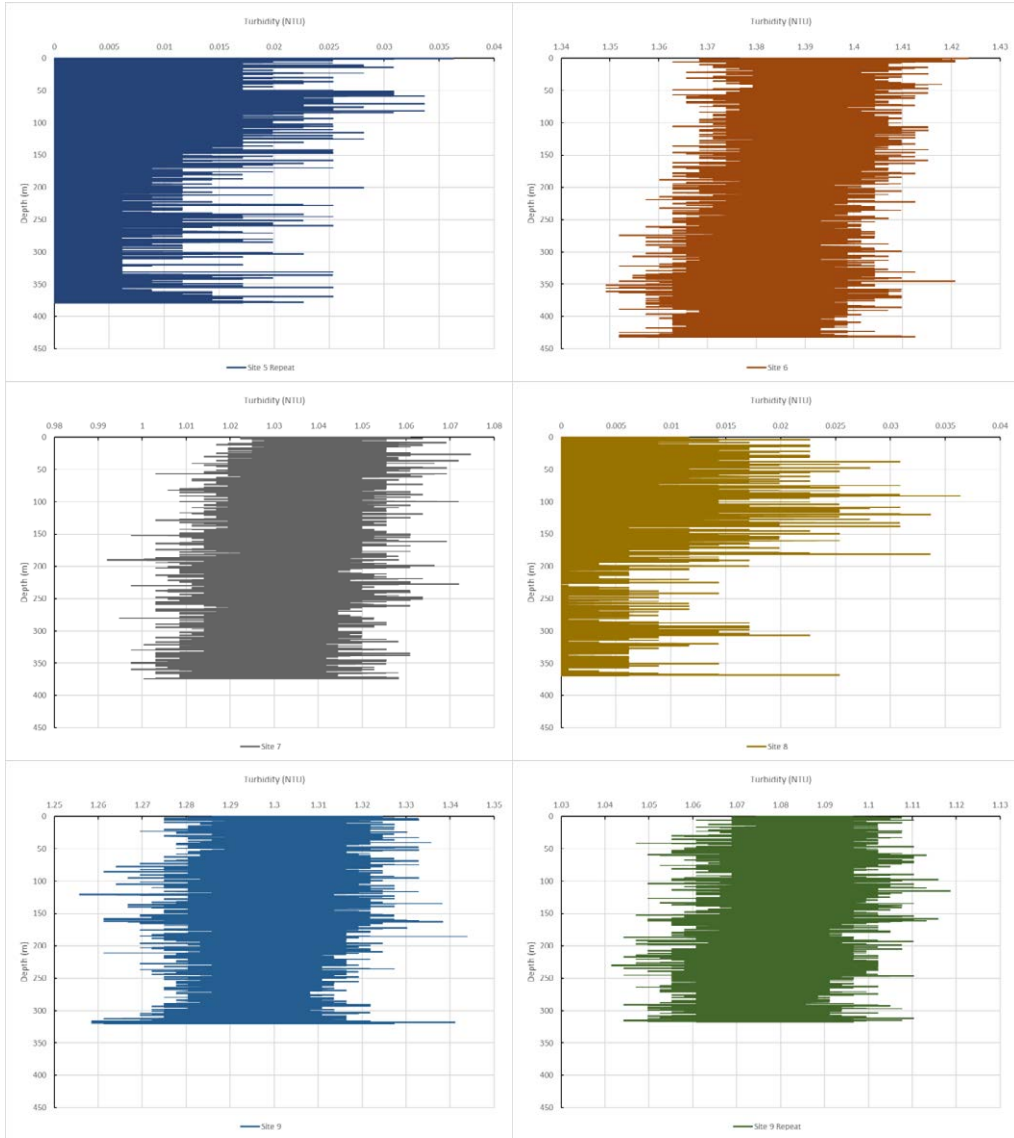 Turbidity (NTU)
0 0.005 0.01 0.015 0.02 0.025 0.03 0.035 0.04
0
50
100
150
200
250
300
350
400
450
Depth (m)
Site 5 Repeat
Turbidity (NTU)
1.34 1.35 1.36 1.37 1.38 1.39 1.4 1.41 1.42 1.43
0
50
100
150
200
250
300
350
400
450
Depth (m)
Site 6
Turbidity (NTU)
0.98 0.99 1 1.01 1.02 1.03 1.04 1.05 1.06 1.07 1.08
0
50
100
150
200
250
300
350
400
450
Depth (m)
Site 7
Turbidity (NTU)
0 0.005 0.01 0.015 0.02 0.025 0.03 0.035 0.04
0
50
100
150
200
250
300
350
400
450
Depth (m)
Site 8
Turbidity (NTU)
1.25 1.26 1.27 1.28 1.29 1.3 1.31 1.32 1.33 1.34 1.35
0
50
100
150
200
250
300
350
400
450
Depth (m)
Site 9
Turbidity (NTU)
1.03 1.04 1.05 1.06 1.07 1.08 1.09 1.1 1.11 1.12 1.13
0
50
100
150
200
250
300
350
400
450
Depth (m)
Site 9 Repeat